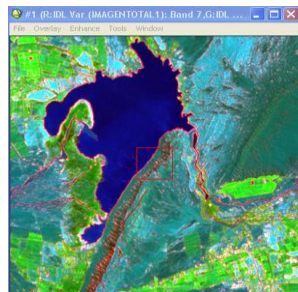 #1 (R:IDL Var (IMAGENTOTAL1): Band 7,G:IDL ...
File Overlay Enhance Tools Window